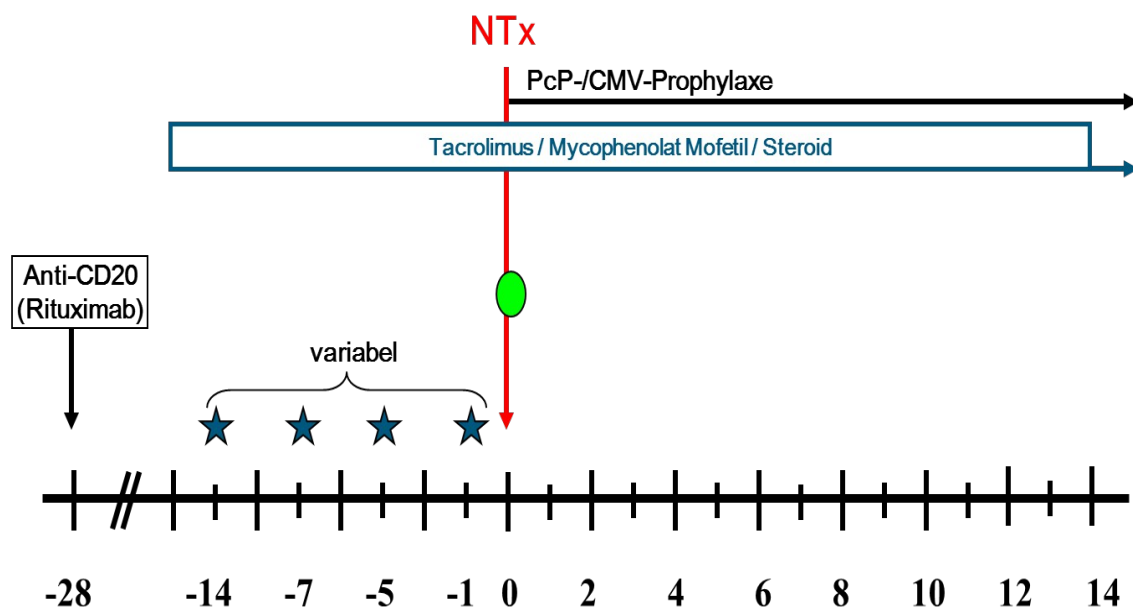 NTx
PcP-/CMV-Prophylaxe
Tacrolimus / Mycophenolat Mofetil / Steroid
Anti-CD20
(Rituximab)
variabel
-28 -14 -7 -5 -1 0 2 4 6 8 10 12 14